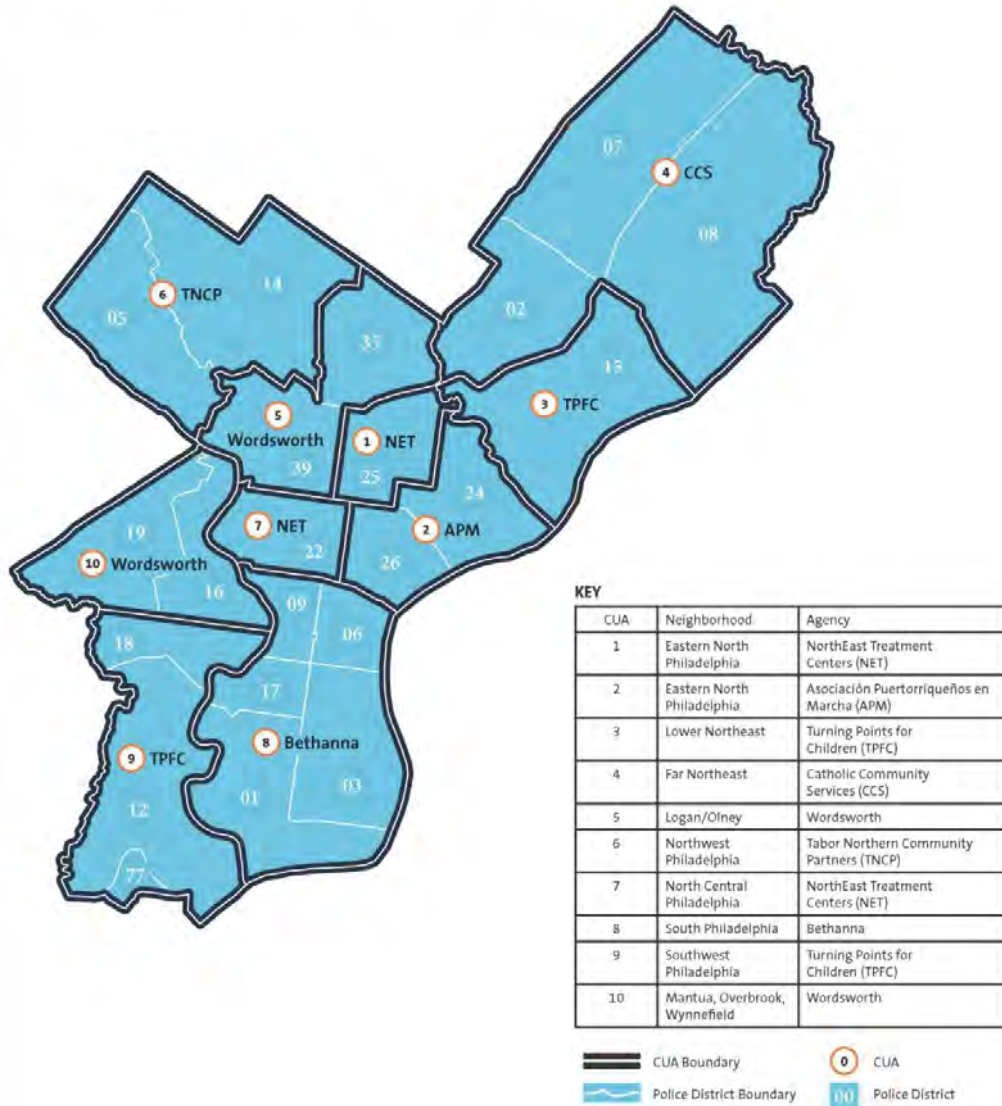 07
4 CCS
08
14
6 TNCP
05
02
35
15
3 TPFC
5
Wordsworth
1 NET
39
25
24
7 NET
2 APM
19
22
10 Wordsworth
26
16
09
06
18
17
8 Bethanna
9 TPFC
01
03
12
77
KEY
CUA Neighborhood Agency
1 Eastern North Philadelphia NorthEast Treatment Centers (NET)
2 Eastern North Philadelphia Asociación Puertorriqueños en Marcha (APM)
3 Lower Northeast Turning Points for Children (TPFC)
4 Far Northeast Catholic Community Services (CCS)
5 Logan/Olney Wordsworth
6 Northwest Philadelphia Tabor Northern Community Partners (TNCP)
7 North Central Philadelphia NorthEast Treatment Centers (NET)
8 South Philadelphia Bethanna
9 Southwest Philadelphia Turning Points for Children (TPFC)
10 Mantua, Overbrook, Wynnefield Wordsworth
CUA Boundary
0 CUA
Police District Boundary
00 Police District